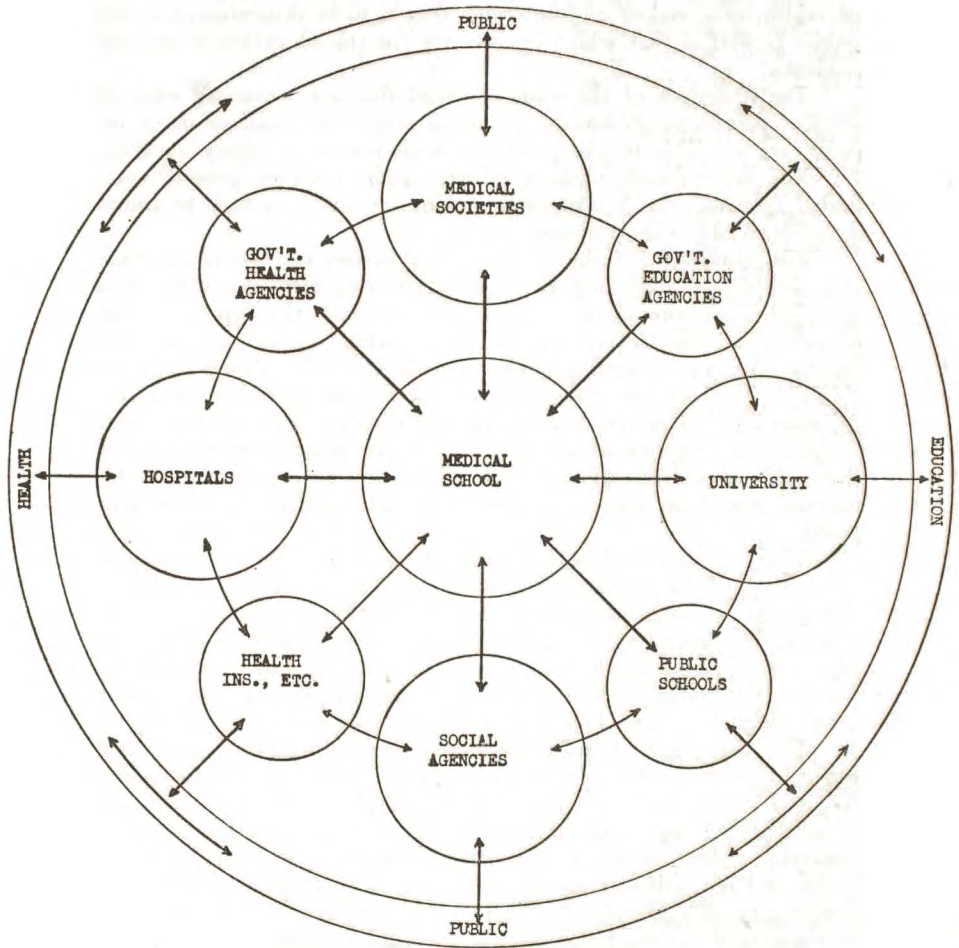 PUBLIC
MEDICAL
SOCIETIES
GOV'T.
HEALTH
AGENCIES
GOV'T.
EDUCATION
AGENCIES
HEALTH
HOSPITALS
MEDICAL
SCHOOL
UNIVERSITY
EDUCATION
HEALTH
INS., ETC.
PUBLIC
SCHOOLS
SOCIAL
AGENCIES
PUBLIC